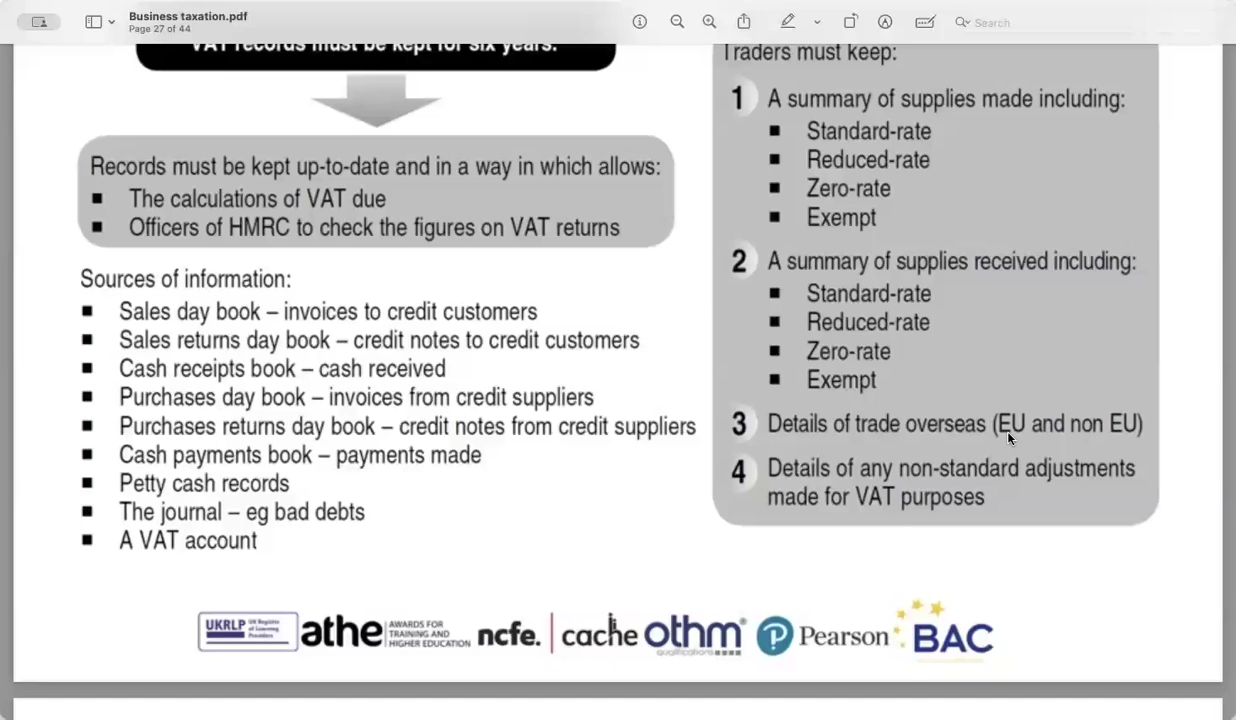 Business taxation.pdf
Page 27 of 44
Search
VAT records must be kept for six years.
Records must be kept up-to-date and in a way in which allows:
■ The calculations of VAT due
■ Officers of HMRC to check the figures on VAT returns
Sources of information:
■ Sales day book – invoices to credit customers
■ Sales returns day book – credit notes to credit customers
■ Cash receipts book – cash received
■ Purchases day book – invoices from credit suppliers
■ Purchases returns day book – credit notes from credit suppliers
■ Cash payments book – payments made
■ Petty cash records
■ The journal – eg bad debts
■ A VAT account
Traders must keep:
1 A summary of supplies made including:
■ Standard-rate
■ Reduced-rate
■ Zero-rate
■ Exempt
2 A summary of supplies received including:
■ Standard-rate
■ Reduced-rate
■ Zero-rate
■ Exempt
3 Details of trade overseas (EU and non EU)
4 Details of any non-standard adjustments
made for VAT purposes
UKRLP UK Register of Learning Providers
athe AWARDS FOR TRAINING AND HIGHER EDUCATION
ncfe.
cache
othm qualifications
P Pearson
BAC